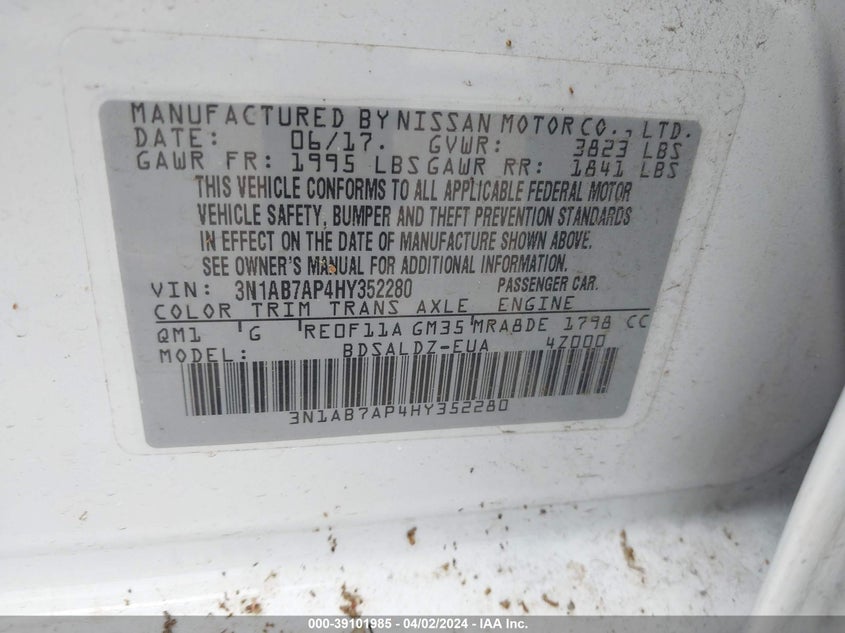 MANUFACTURED BY NISSAN MOTOR CO., LTD.
DATE: 06/17. GVWR: 3823 LBS
GAWR FR: 1995 LBS GAWR RR: 1841 LBS
THIS VEHICLE CONFORMS TO ALL APPLICABLE FEDERAL MOTOR
VEHICLE SAFETY, BUMPER AND THEFT PREVENTION STANDARDS
IN EFFECT ON THE DATE OF MANUFACTURE SHOWN ABOVE.
SEE OWNER'S MANUAL FOR ADDITIONAL INFORMATION.
VIN: 3N1AB7AP4HY352280 PASSENGER CAR.
COLOR TRIM TRANS AXLE ENGINE
QM1 G RE0F11A GM35 MRA8DE 1798 CC
MODEL: BDSALDZ-EUA 4Z000
3N1AB7AP4HY352280
000-39101985 - 04/02/2024 - IAA